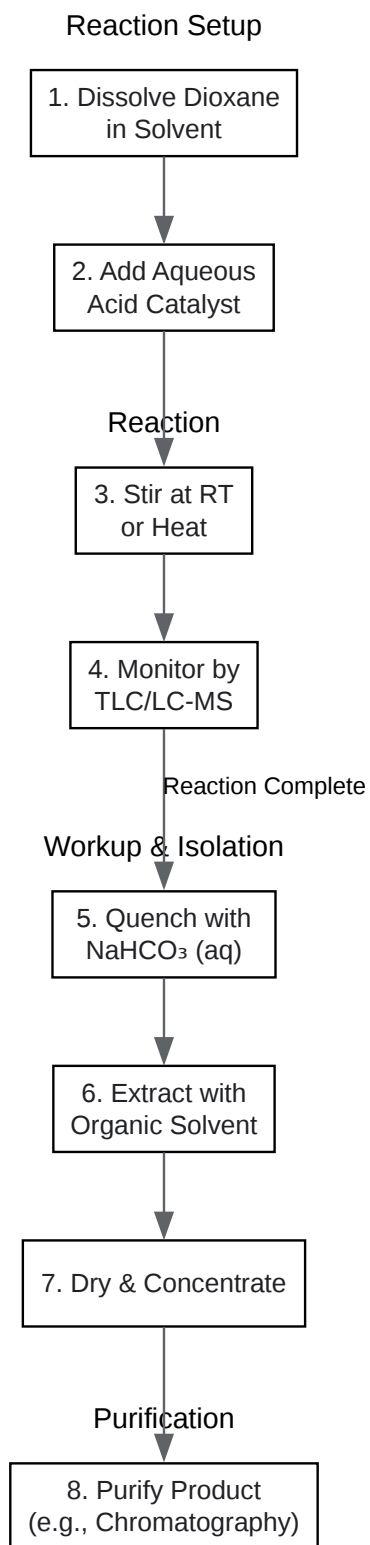 Reaction Setup
1. Dissolve Dioxane
in Solvent
2. Add Aqueous
Acid Catalyst
Reaction
3. Stir at RT
or Heat
4. Monitor by
TLC/LC-MS
Reaction Complete
Workup & Isolation
5. Quench with
NaHCO₃ (aq)
6. Extract with
Organic Solvent
7. Dry & Concentrate
Purification
8. Purify Product
(e.g., Chromatography)